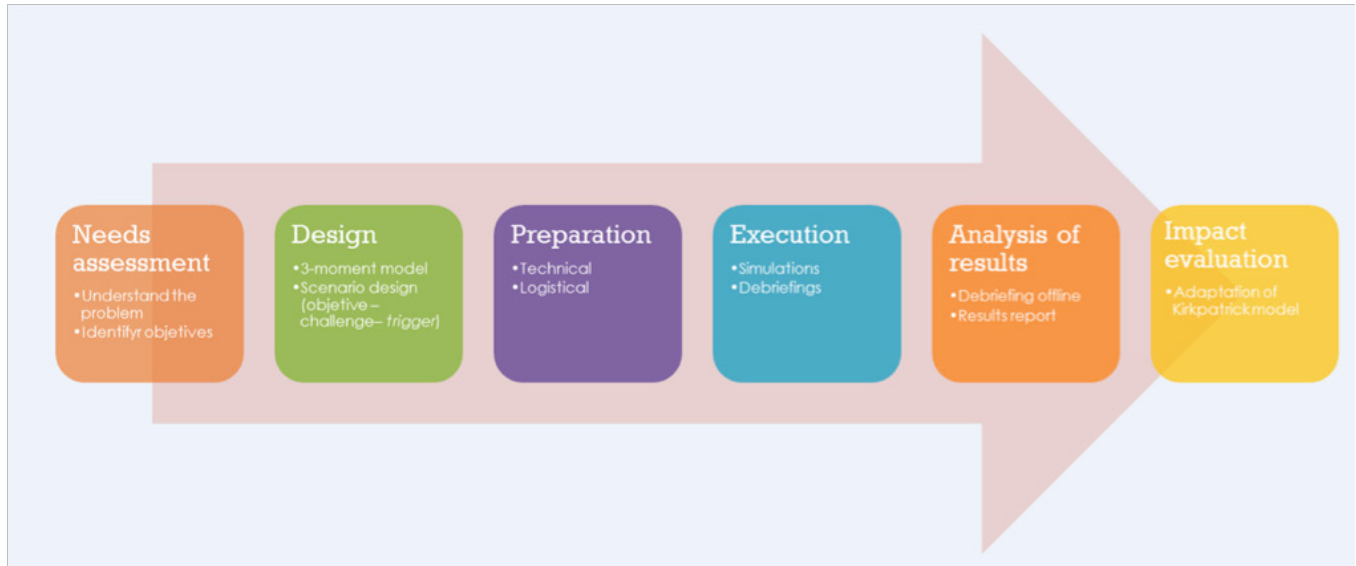 Needs
assessment
•Understand the
problem
•Identifyr objetives
Design
•3-moment model
•Scenario design
(objetive –
challenge– trigger)
Preparation
•Technical
•Logistical
Execution
•Simulations
•Debriefings
Analysis of
results
•Debriefing offline
•Results report
Impact
evaluation
•Adaptation of
Kirkpatrick model